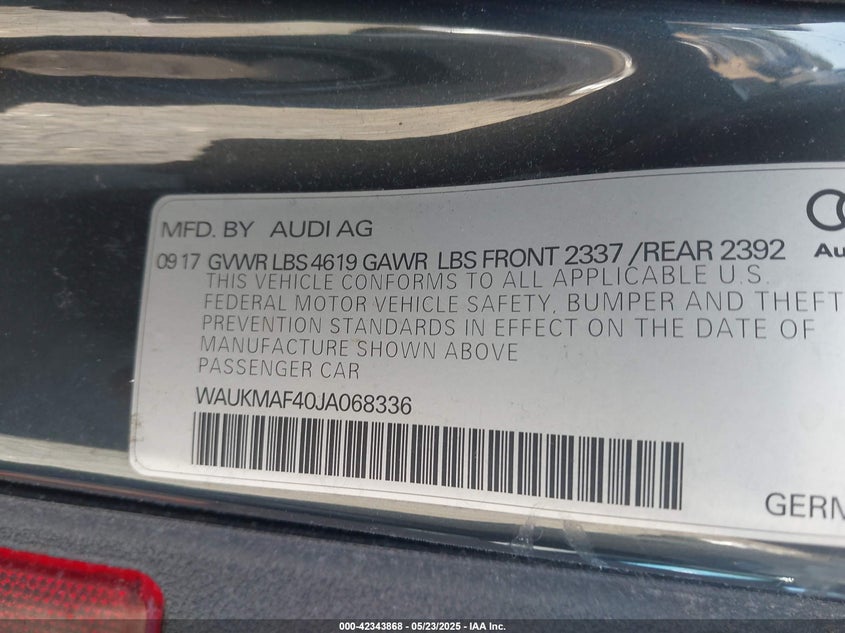 MFD. BY AUDI AG
09 17 GVWR LBS 4619 GAWR LBS FRONT 2337 /REAR 2392
THIS VEHICLE CONFORMS TO ALL APPLICABLE U.S.
FEDERAL MOTOR VEHICLE SAFETY, BUMPER AND THEFT
PREVENTION STANDARDS IN EFFECT ON THE DATE OF
MANUFACTURE SHOWN ABOVE
PASSENGER CAR
WAUKMAF40JA068336
Au
GERM
000-42343868 - 05/23/2025 - IAA Inc.